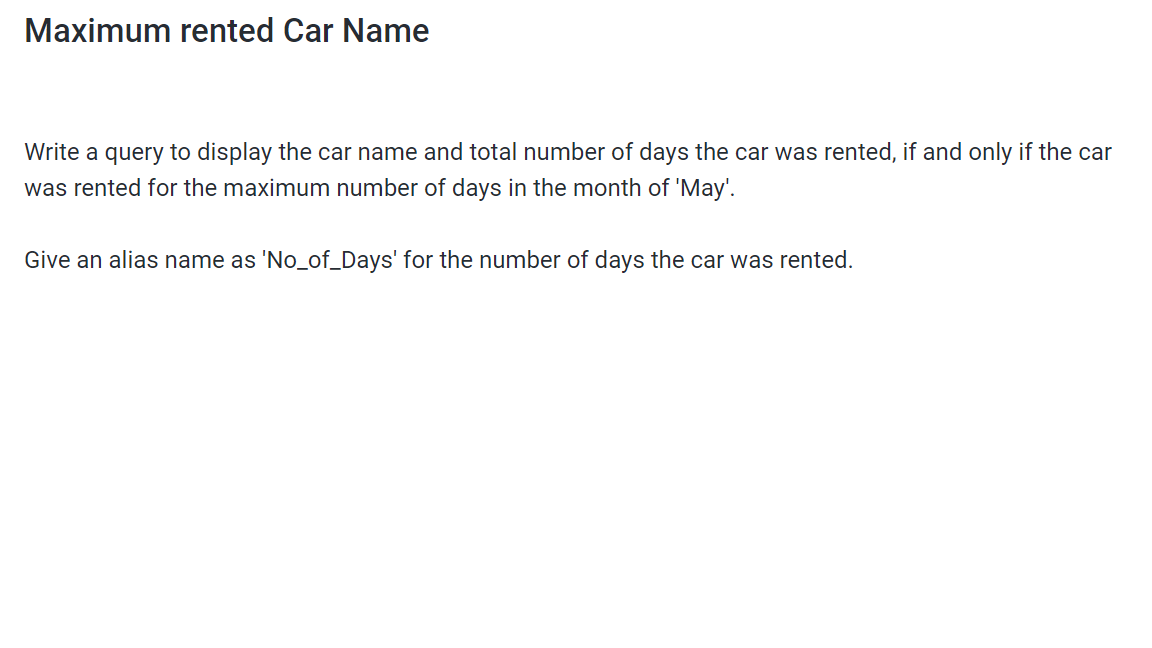 Maximum rented Car Name
Write a query to display the car name and total number of days the car was rented, if and only if the car
was rented for the maximum number of days in the month of 'May'.
Give an alias name as 'No_of_Days' for the number of days the car was rented.